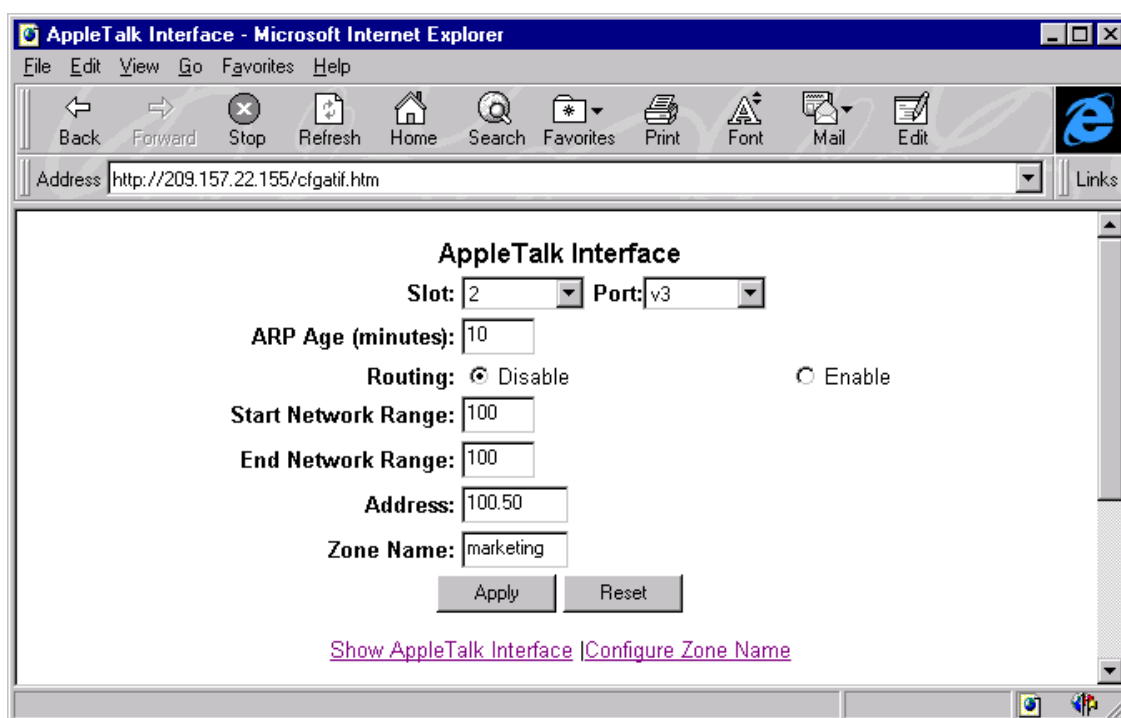 AppleTalk Interface - Microsoft Internet Explorer
File Edit View Go Favorites Help
Back Forward Stop Refresh Home Search Favorites Print Font Mail Edit
Address http://209.157.22.155/cfgatif.htm Links
AppleTalk Interface
Slot: 2 Port: v3
ARP Age (minutes): 10
Routing: Disable Enable
Start Network Range: 100
End Network Range: 100
Address: 100.50
Zone Name: marketing
Apply Reset
Show AppleTalk Interface |Configure Zone Name